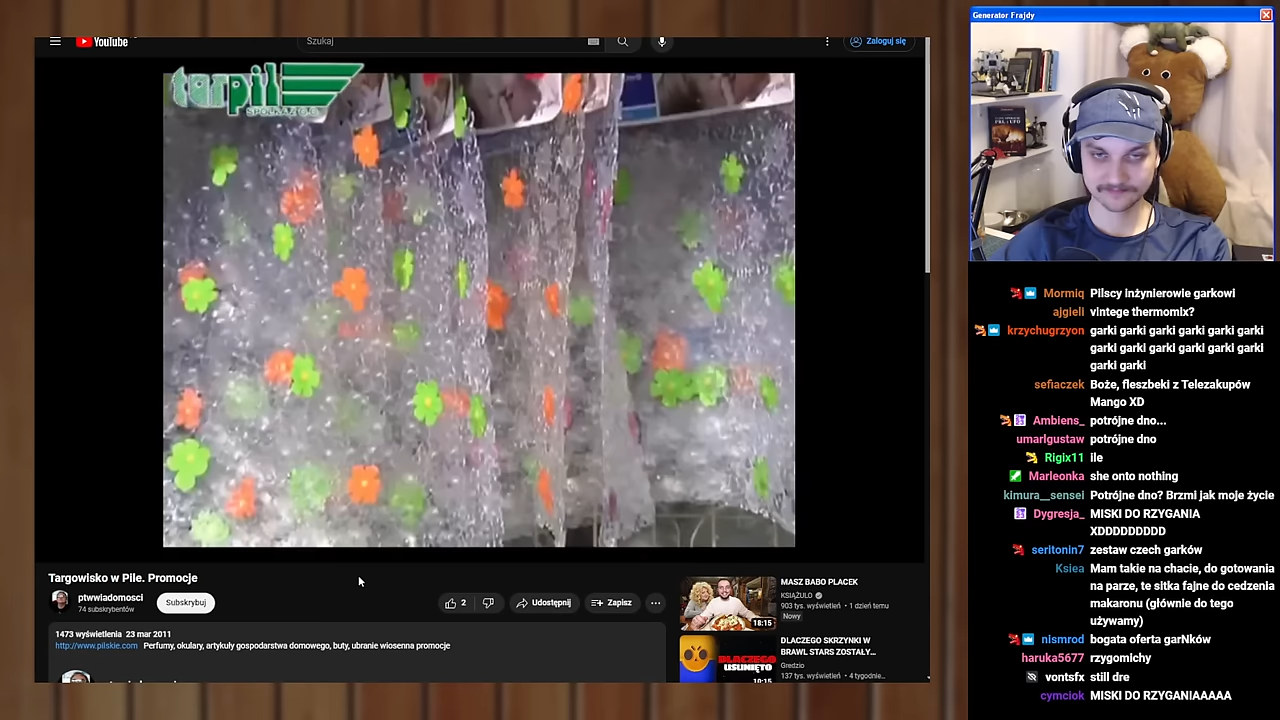 YouTube
Szukaj
Zaloguj się
tarpil
SPÓŁKA Z O.O.
Targowisko w Pile. Promocje
ptwwiadomosci
74 subskrybentów
Subskrybuj
2
Udostępnij
Zapisz
1473 wyświetlenia 23 mar 2011
http://www.pilskie.com Perfumy, okulary, artykuły gospodarstwa domowego, buty, ubranie wiosenna promocje
MASZ BABO PLACEK
KSIĄŻULO
903 tys. wyświetleń • 1 dzień temu
Nowy
18:15
DLACZEGO SKRZYNKI W
BRAWL STARS ZOSTAŁY...
Gredzio
137 tys. wyświetleń • 4 tygodnie...
DLACZEGO
USUNIĘTO
10:15
Generator Frajdy
Mormiq Pilscy inżynierowie garkowi
ajgieli vintege thermomix?
krzychugrzyon garki garki garki garki garki garki
garki garki garki garki garki garki
garki garki
sefiaczek Boże, fleszbeki z Telezakupów
Mango XD
Ambiens_ potrójne dno...
umarlgustaw potrójne dno
Rigix11 ile
Marleonka she onto nothing
kimura__sensei Potrójne dno? Brzmi jak moje życie
Dygresja_ MISKI DO RZYGANIA
XDDDDDDDDD
seritonin7 zestaw czech garków
Ksiea Mam takie na chacie, do gotowania
na parze, te sitka fajne do cedzenia
makaronu (głównie do tego
używamy)
nismrod bogata oferta garNków
haruka5677 rzygomichy
vontsfx still dre
cymciok MISKI DO RZYGANIAAAAA